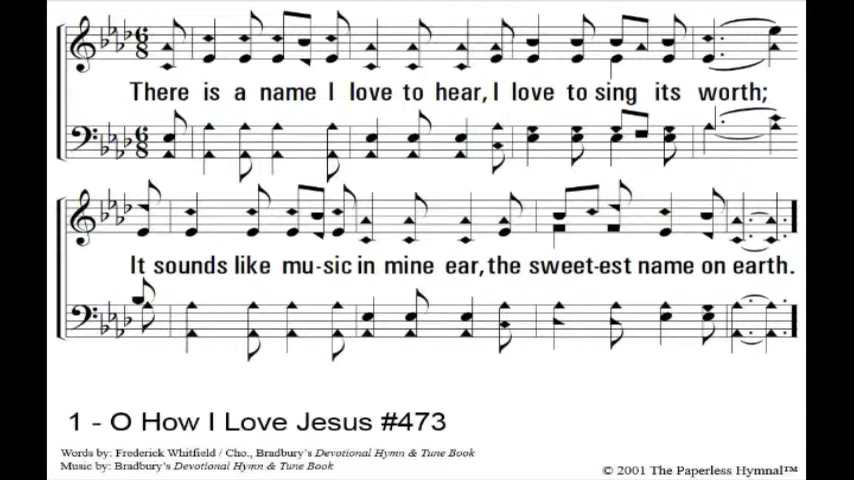 There is a name I love to hear, I love to sing its worth;
It sounds like mu-sic in mine ear, the sweet-est name on earth.
1 - O How I Love Jesus #473
Words by: Frederick Whitfield / Cho., Bradbury's Devotional Hymn & Tune Book
Music by: Bradbury's Devotional Hymn & Tune Book
© 2001 The Paperless Hymnal™